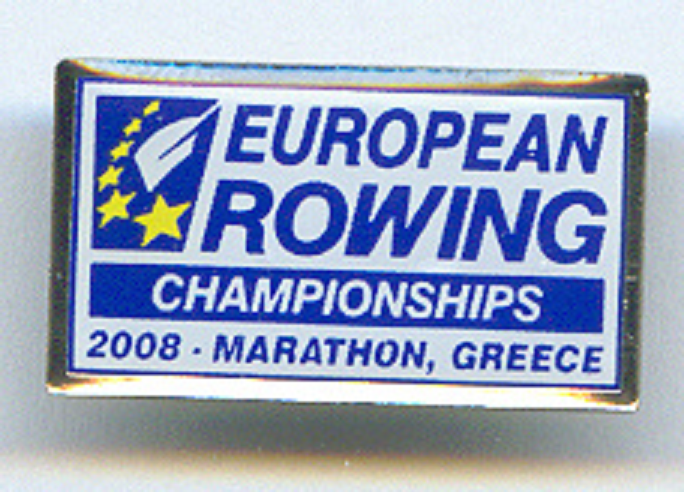 EUROPEAN
ROWING
CHAMPIONSHIPS
2008 · MARATHON, GREECE